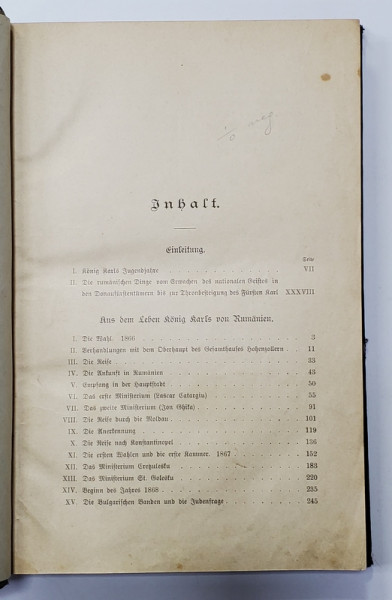 Inhalt.
Einleitung.
Seite
I. König Karls Jugendjahre VII
II. Die rumänischen Dinge vom Erwachen des nationalen Geistes in
den Donaufürstenthümern bis zur Thronbesteigung des Fürsten Karl XXXVIII
Aus dem Leben König Karls von Rumänien.
I. Die Wahl. 1866 3
II. Verhandlungen mit dem Oberhaupt des Gesamthauses Hohenzollern 11
III. Die Reise 33
IV. Die Ankunft in Rumänien 43
V. Empfang in der Hauptstadt 50
VI. Das erste Ministerium (Lascar Catargiu) 55
VII. Das zweite Ministerium (Jon Ghika) 91
VIII. Die Reise durch die Moldau 101
IX. Die Anerkennung 119
X. Die Reise nach Konstantinopel 136
XI. Die ersten Wahlen und die erste Kammer. 1867 152
XII. Das Ministerium Cretzulesku 183
XIII. Das Ministerium St. Golesku 220
XIV. Beginn des Jahres 1868 235
XV. Die Bulgarischen Banden und die Judenfrage 245